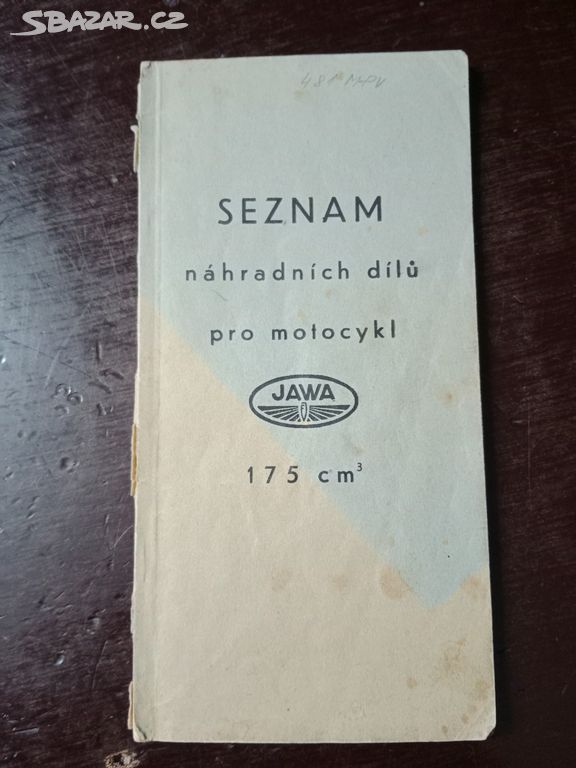 SBAZAR.CZ
SEZNAM
náhradních dílů
pro motocykl
JAWA
175 cm³